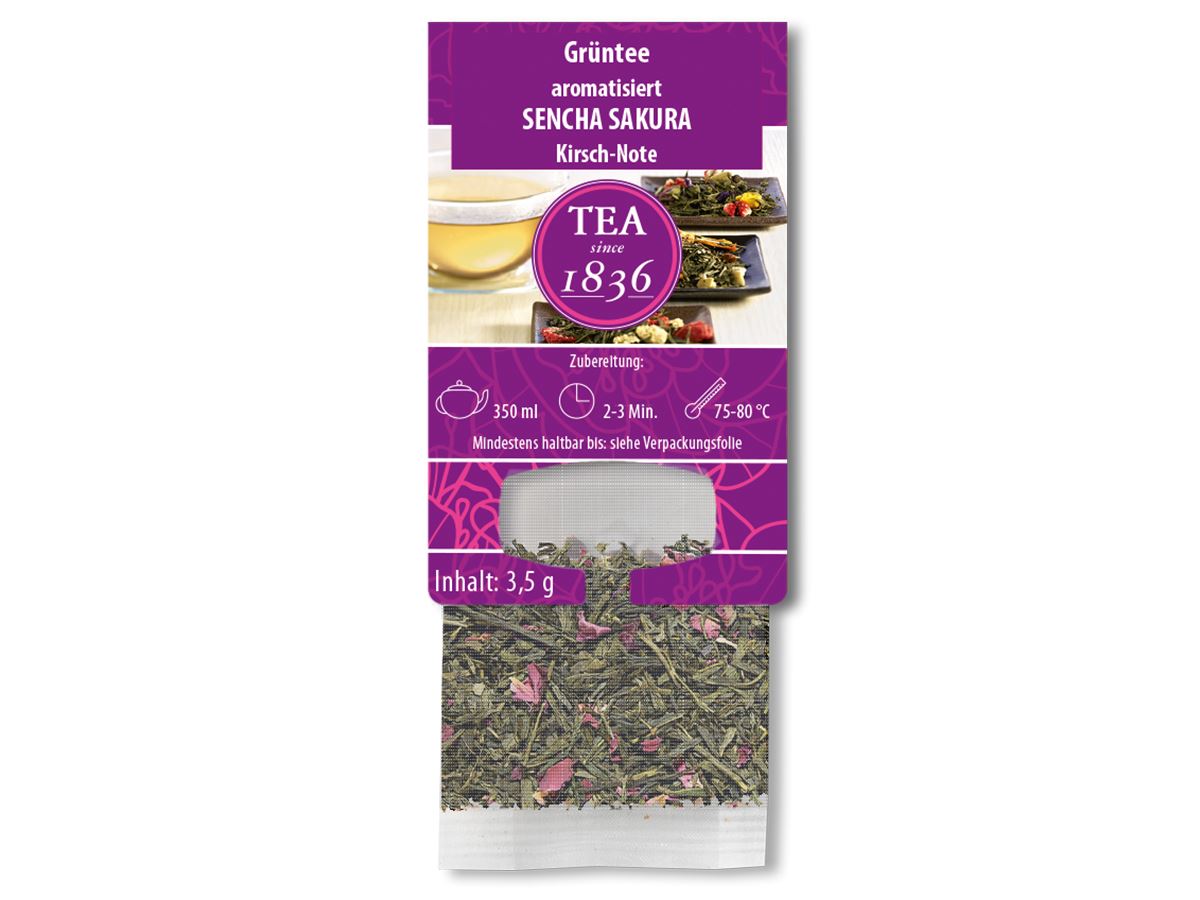 Grüntee
aromatisiert
SENCHA SAKURA
Kirsch-Note
TEA
since
1836
Zubereitung:
350 ml 2-3 Min. 75-80 °C
Mindestens haltbar bis: siehe Verpackungsfolie
Inhalt: 3,5 g